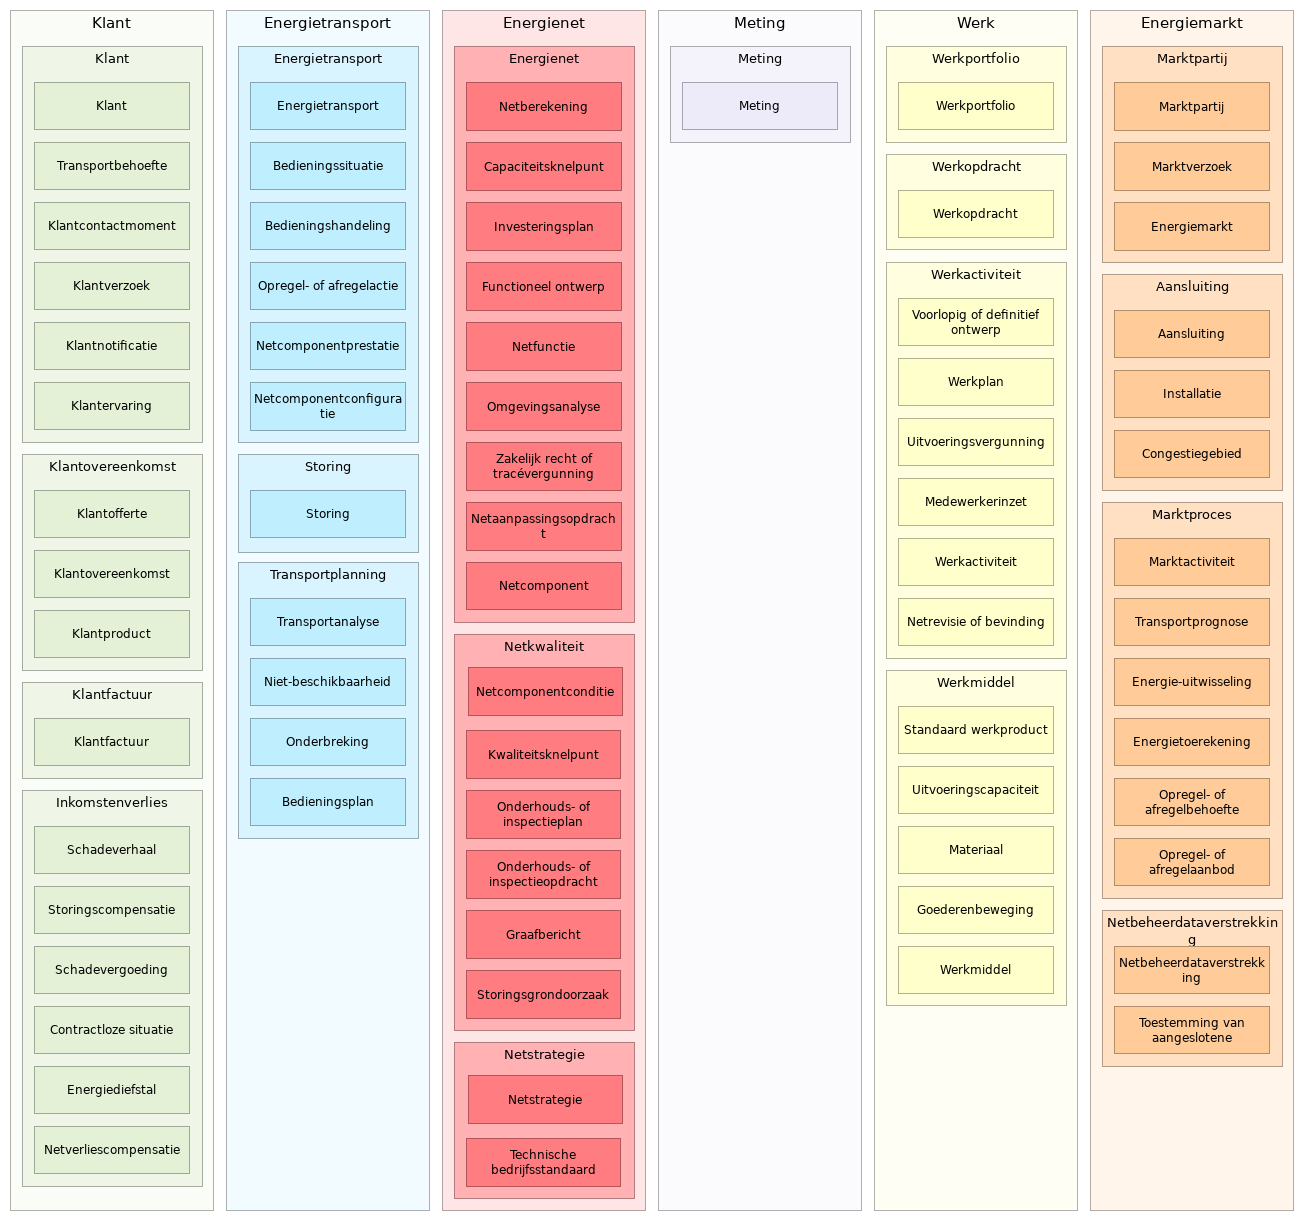 Klant
Klant
Klant
Transportbehoefte
Klantcontactmoment
Klantverzoek
Klantnotificatie
Klantervaring
Klantovereenkomst
Klantofferte
Klantovereenkomst
Klantproduct
Klantfactuur
Klantfactuur
Inkomstenverlies
Schadeverhaal
Storingscompensatie
Schadevergoeding
Contractloze situatie
Energiediefstal
Netverliescompensatie
Energietransport
Energietransport
Energietransport
Bedieningssituatie
Bedieningshandeling
Opregel- of afregelactie
Netcomponentprestatie
Netcomponentconfigura
tie
Storing
Storing
Transportplanning
Transportanalyse
Niet-beschikbaarheid
Onderbreking
Bedieningsplan
Energienet
Energienet
Netberekening
Capaciteitsknelpunt
Investeringsplan
Functioneel ontwerp
Netfunctie
Omgevingsanalyse
Zakelijk recht of
tracévergunning
Netaanpassingsopdrach
t
Netcomponent
Netkwaliteit
Netcomponentconditie
Kwaliteitsknelpunt
Onderhouds- of
inspectieplan
Onderhouds- of
inspectieopdracht
Graafbericht
Storingsgrondoorzaak
Netstrategie
Netstrategie
Technische
bedrijfsstandaard
Meting
Meting
Meting
Werk
Werkportfolio
Werkportfolio
Werkopdracht
Werkopdracht
Werkactiviteit
Voorlopig of definitief
ontwerp
Werkplan
Uitvoeringsvergunning
Medewerkerinzet
Werkactiviteit
Netrevisie of bevinding
Werkmiddel
Standaard werkproduct
Uitvoeringscapaciteit
Materiaal
Goederenbeweging
Werkmiddel
Energiemarkt
Marktpartij
Marktpartij
Marktverzoek
Energiemarkt
Aansluiting
Aansluiting
Installatie
Congestiegebied
Marktproces
Marktactiviteit
Transportprognose
Energie-uitwisseling
Energietoerekening
Opregel- of
afregelbehoefte
Opregel- of
afregelaanbod
Netbeheerdataverstrekkin
g
Netbeheerdataverstrekk
ing
Toestemming van
aangeslotene